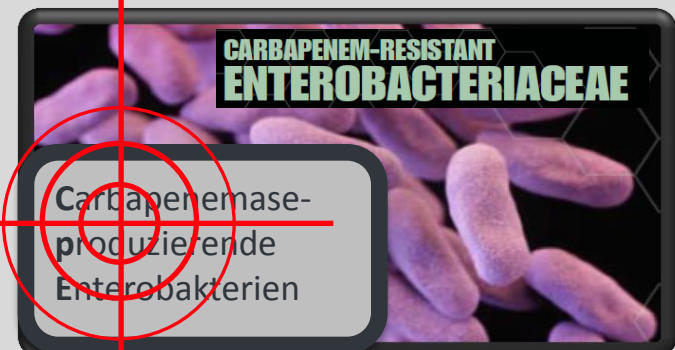 CARBAPENEM-RESISTANT
ENTEROBACTERIACEAE
Carbapenemase-
produzierende
Enterobakterien